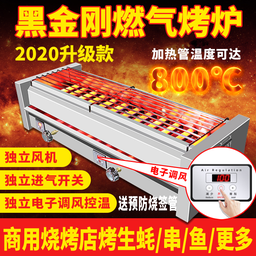 黑金刚燃气烤炉
2020升级款
加热管温度可达
800℃
电子调风
Air Regulation
独立风机
独立进气开关
独立电子调风控温
送预防烧签管
商用烧烤店烤生蚝/串/鱼/更多